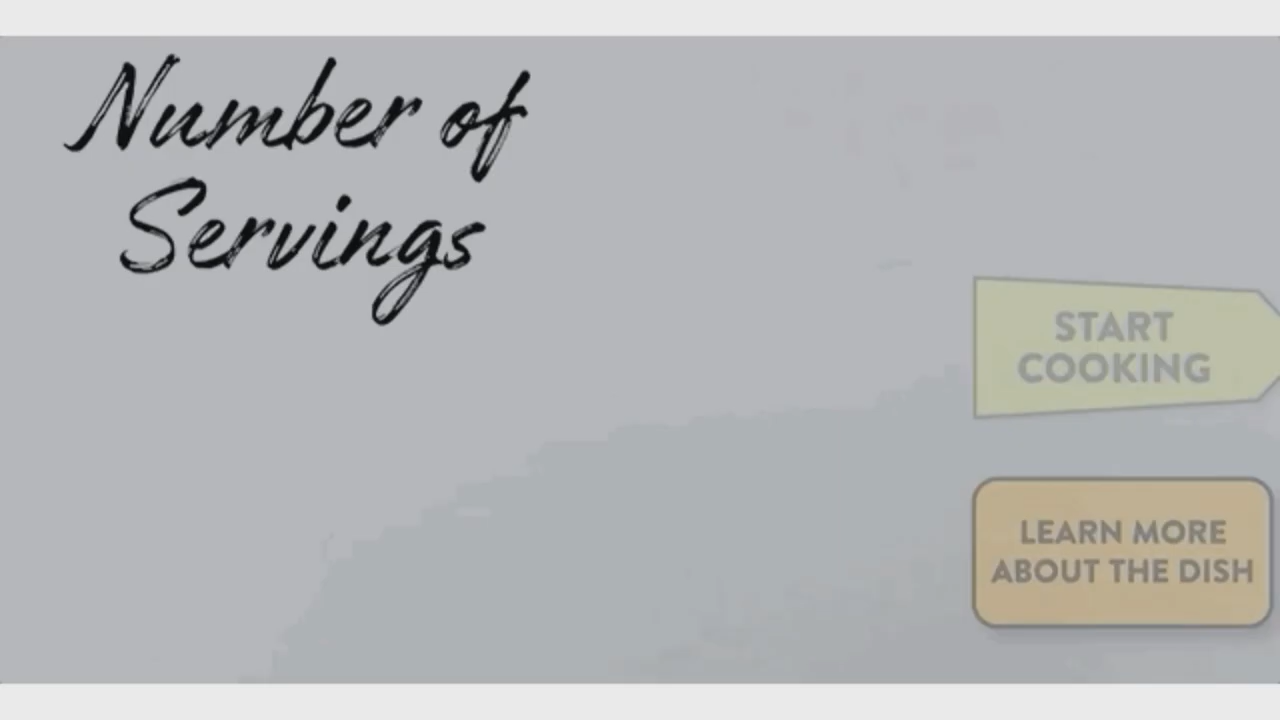 Number of
Servings
START
COOKING
LEARN MORE
ABOUT THE DISH